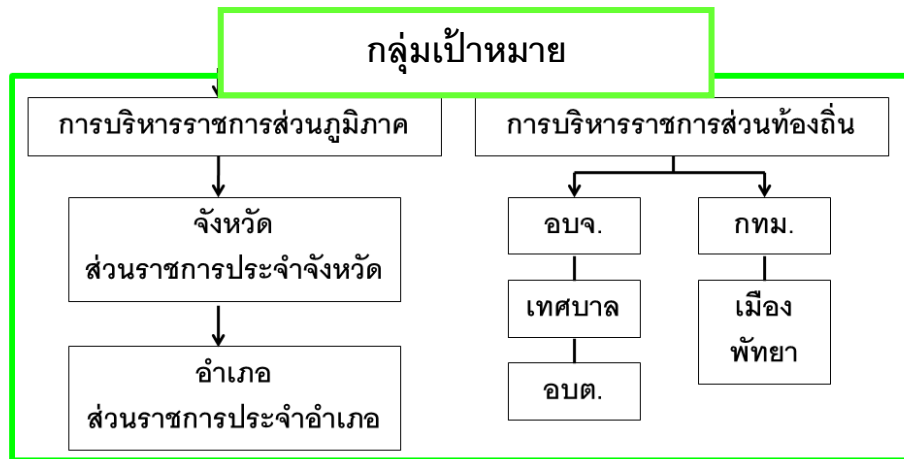 กลุ่มเป้าหมาย
การบริหารราชการส่วนภูมิภาค
การบริหารราชการส่วนท้องถิ่น
จังหวัด
ส่วนราชการประจำจังหวัด
อำเภอ
ส่วนราชการประจำอำเภอ
อบจ.
เทศบาล
อบต.
กทม.
เมือง
พัทยา